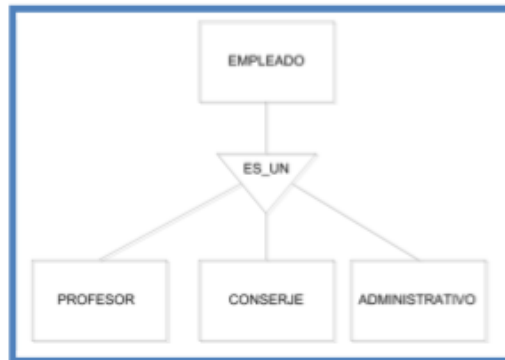 EMPLEADO
ES_UN
PROFESOR
CONSERJE
ADMINISTRATIVO